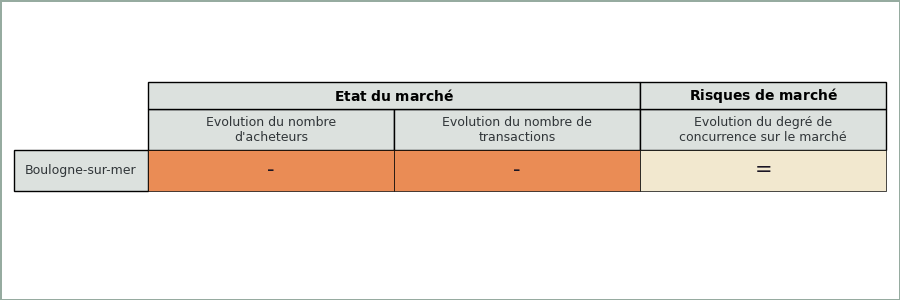 Etat du marché
Risques de marché
Evolution du nombre
d'acheteurs
Evolution du nombre de
transactions
Evolution du degré de
concurrence sur le marché
Boulogne-sur-mer
-
-
=